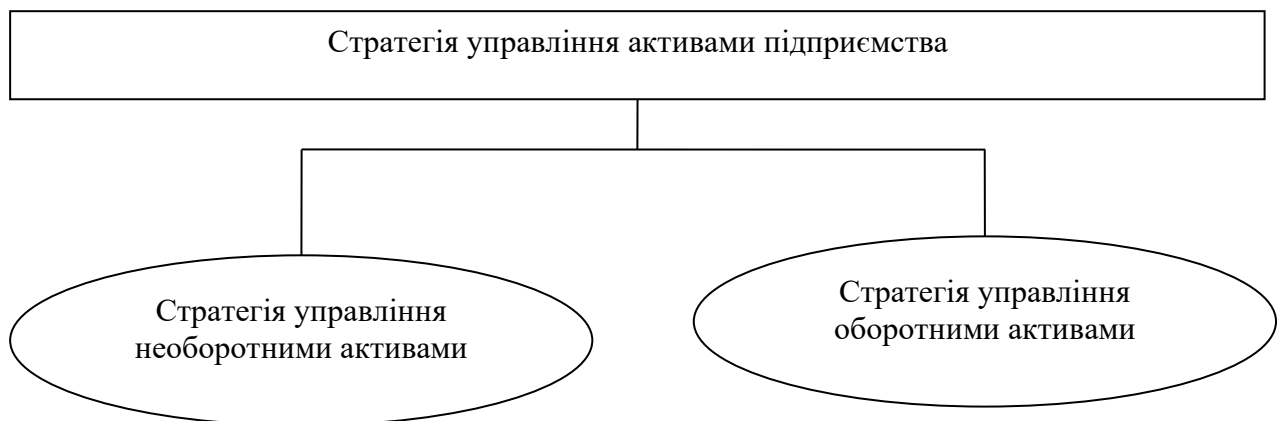 Стратегія управління активами підприємства
Стратегія управління
необоротними активами
Стратегія управління
оборотними активами